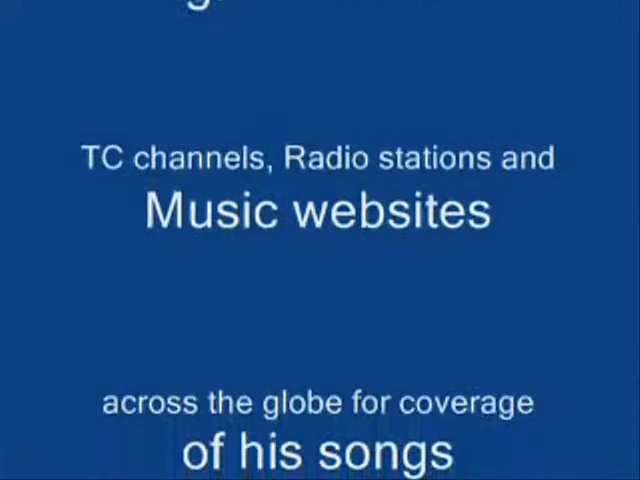 TC channels, Radio stations and
Music websites
across the globe for coverage
of his songs